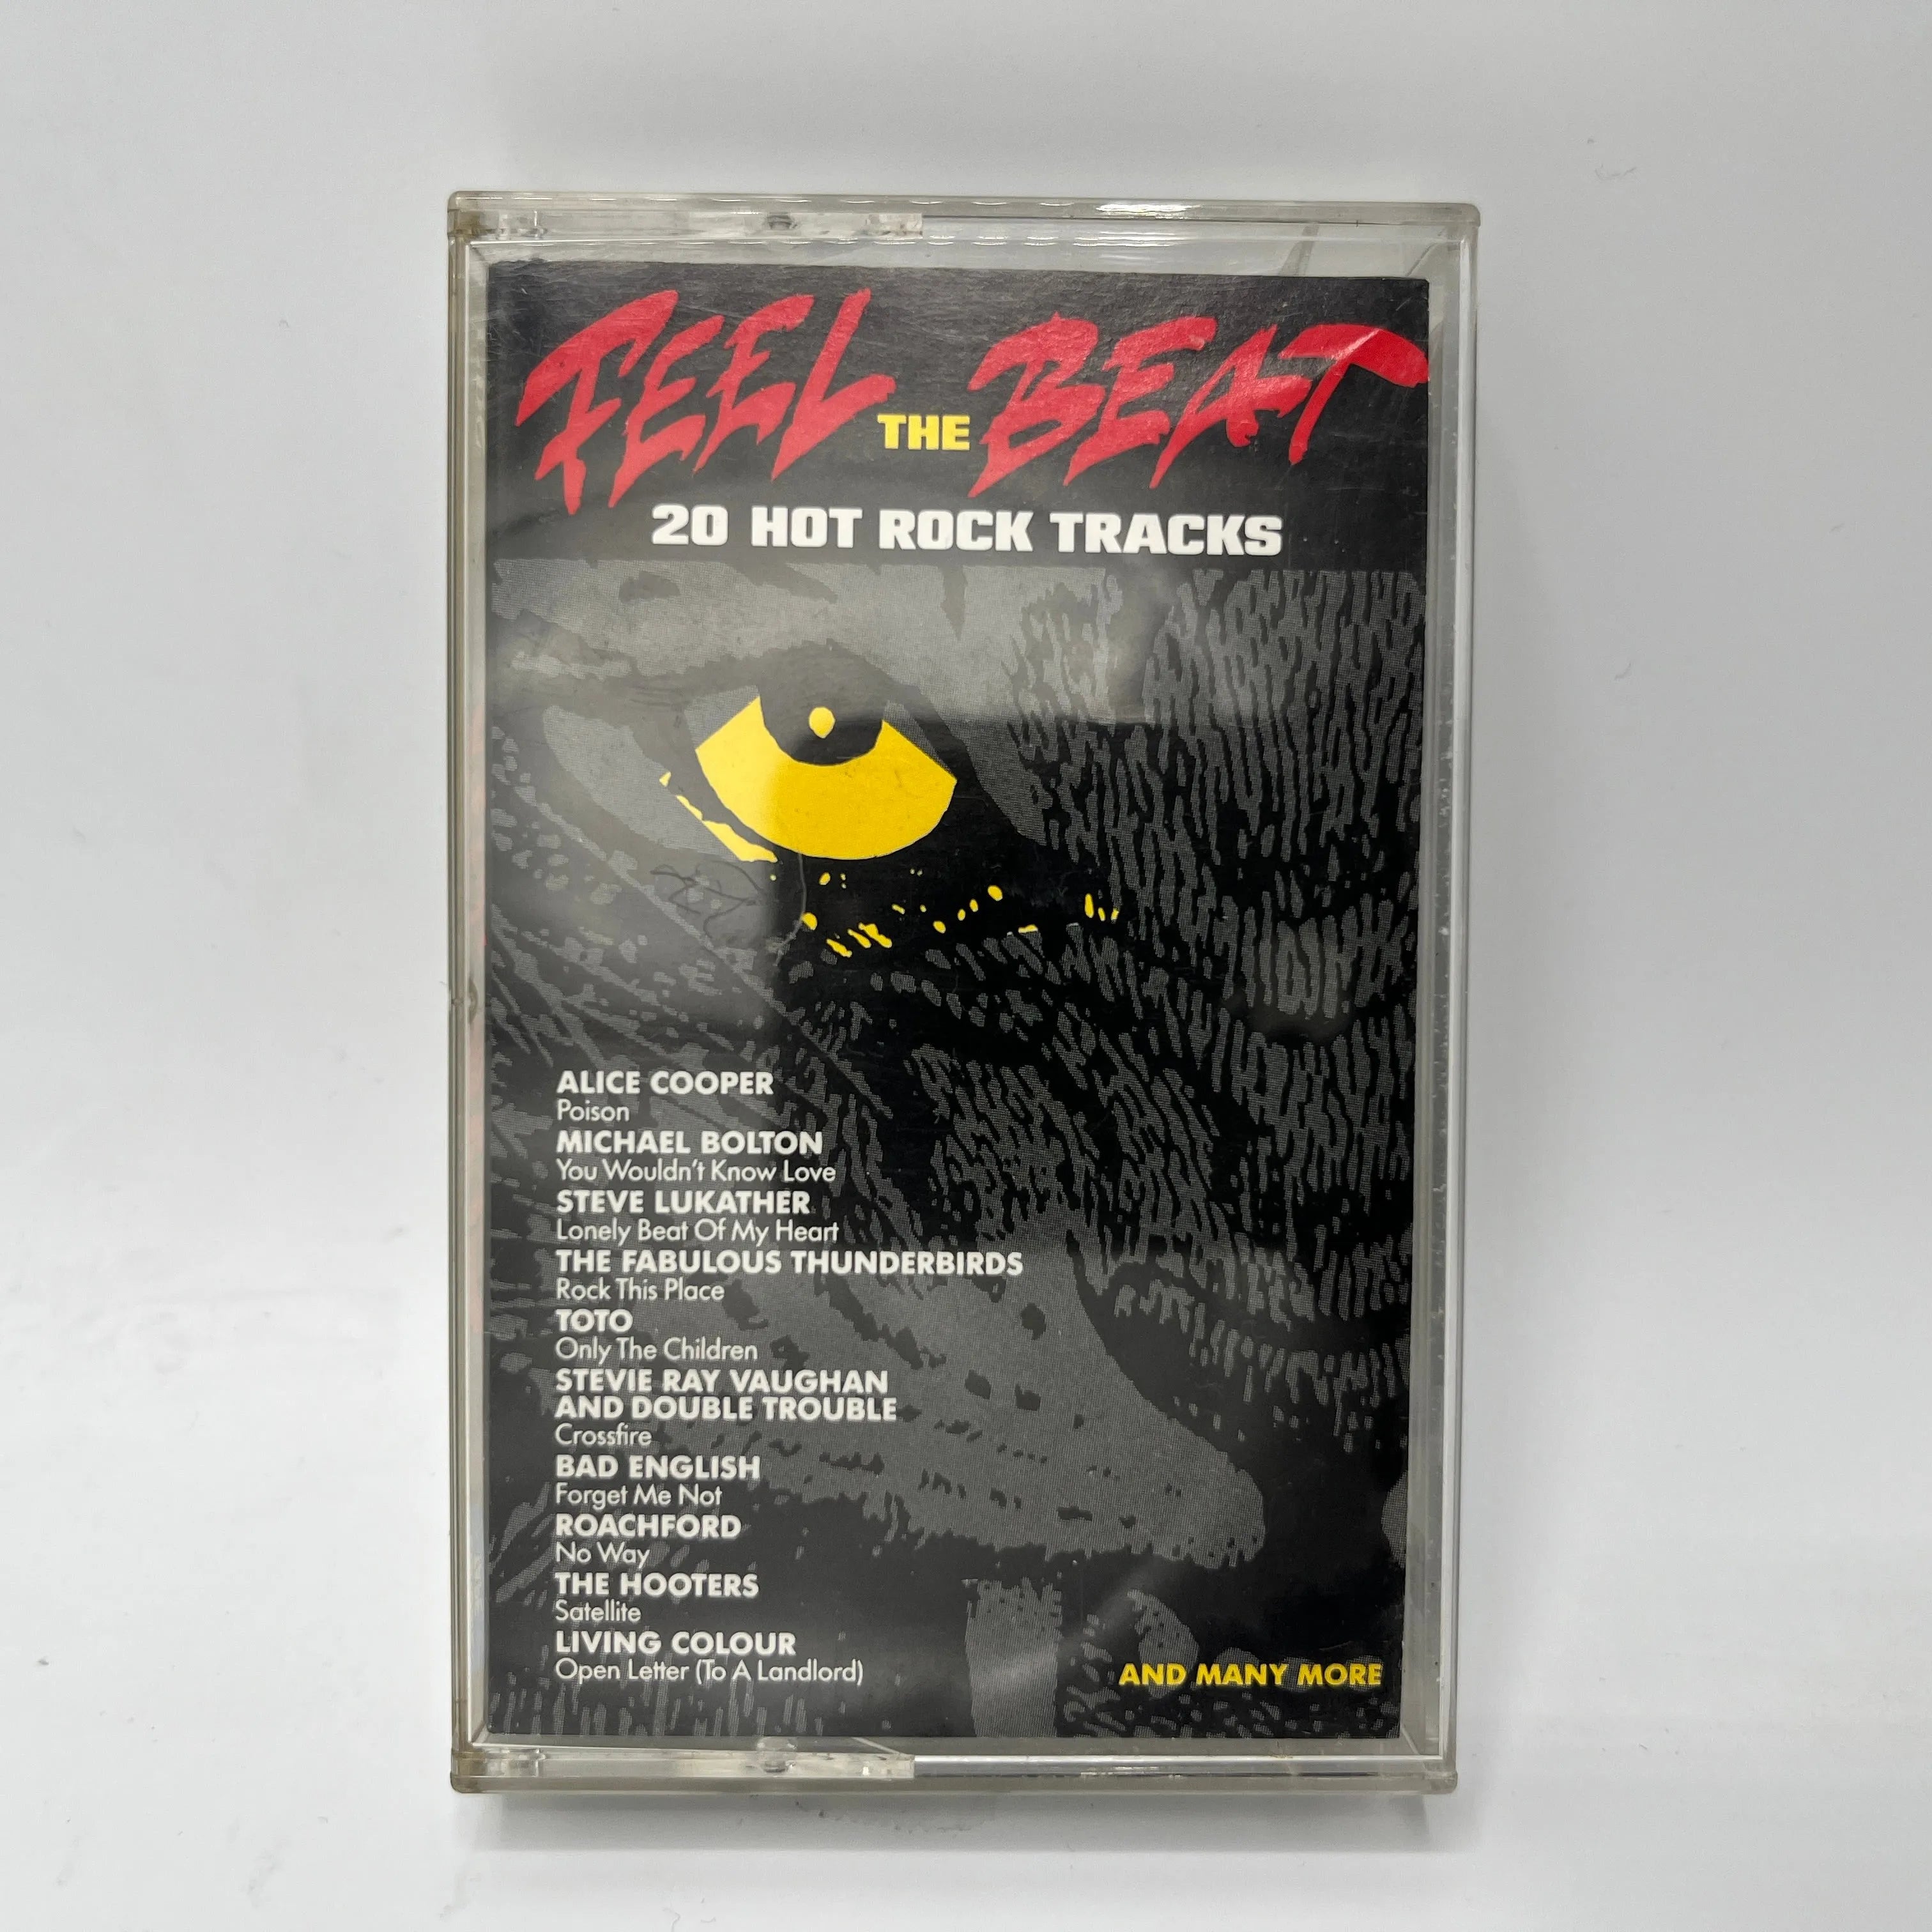 FEEL THE BEAT
20 HOT ROCK TRACKS
ALICE COOPER
Poison
MICHAEL BOLTON
You Wouldn't Know Love
STEVE LUKATHER
Lonely Beat Of My Heart
THE FABULOUS THUNDERBIRDS
Rock This Place
TOTO
Only The Children
STEVIE RAY VAUGHAN
AND DOUBLE TROUBLE
Crossfire
BAD ENGLISH
Forget Me Not
ROACHFORD
No Way
THE HOOTERS
Satellite
LIVING COLOUR
Open Letter (To A Landlord)
AND MANY MORE